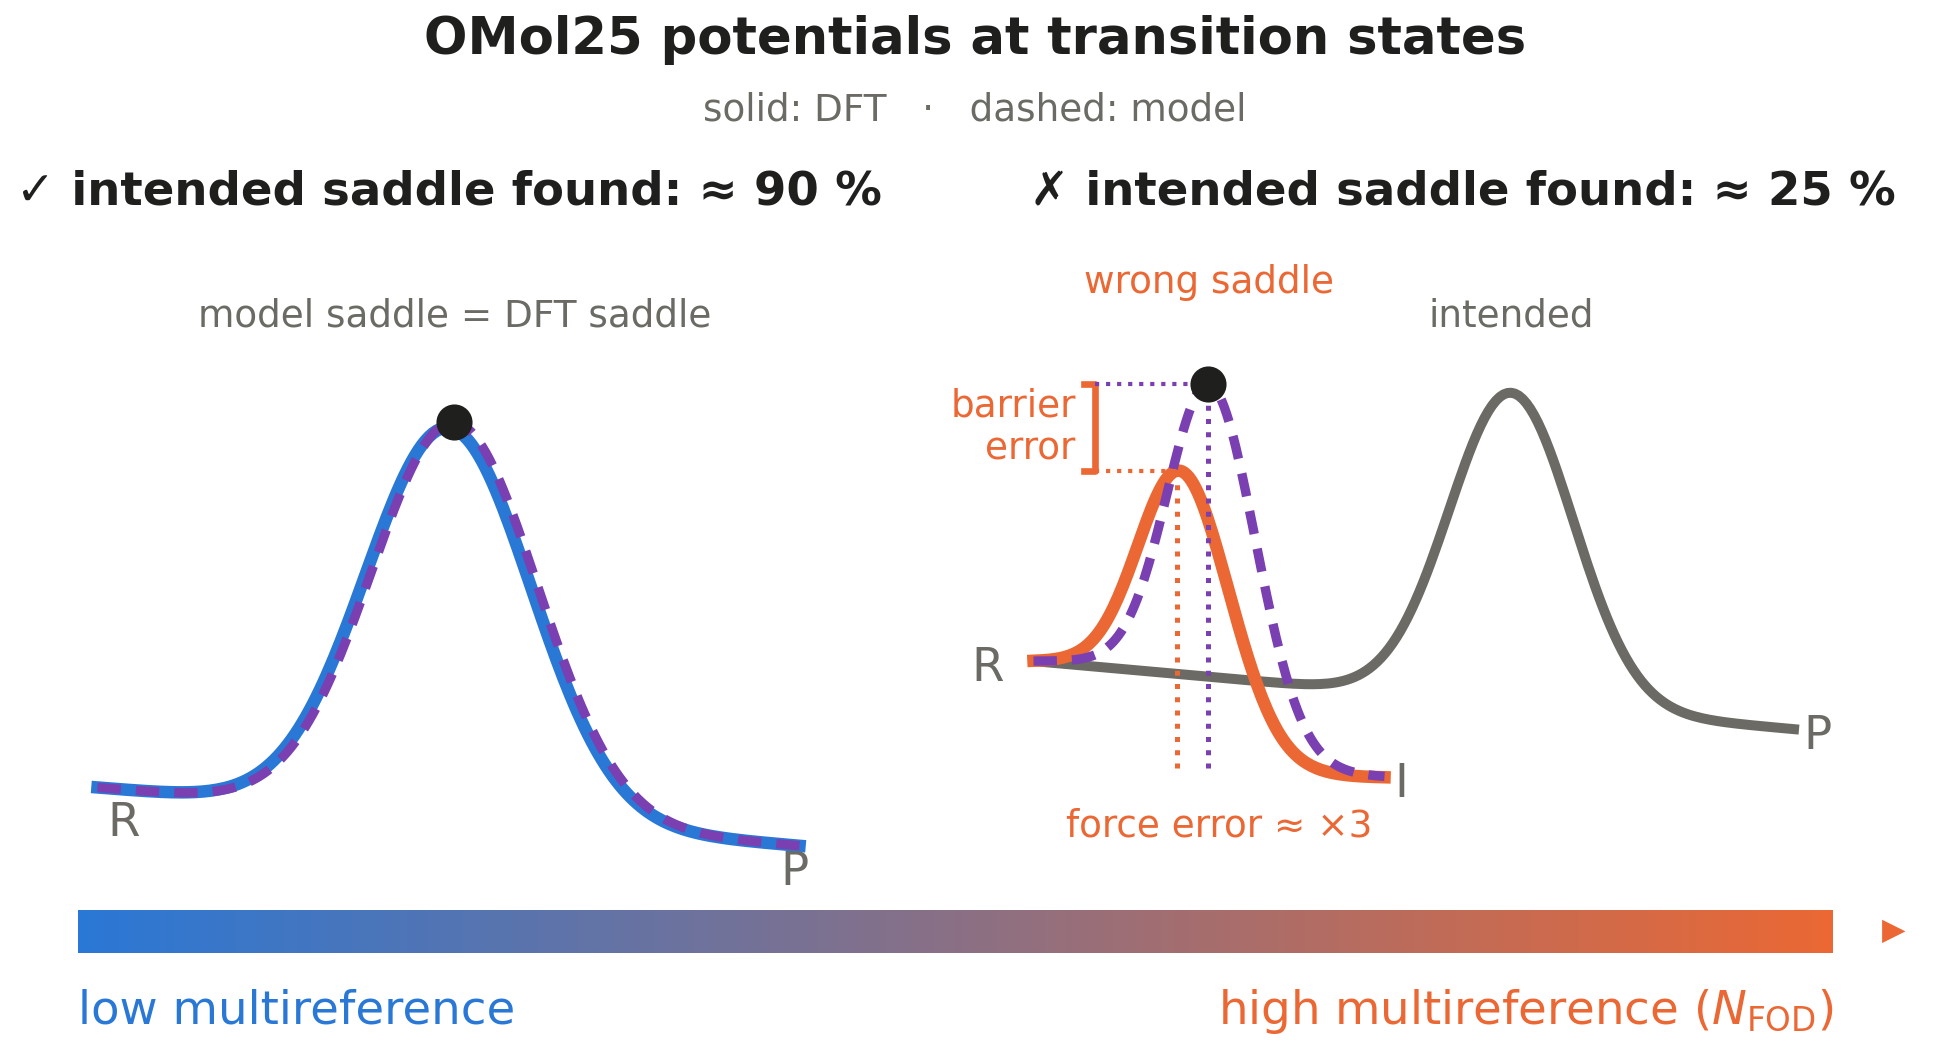 OMol25 potentials at transition states
solid: DFT · dashed: model
✓ intended saddle found: ≈ 90 %
✗ intended saddle found: ≈ 25 %
wrong saddle
model saddle = DFT saddle
intended
barrier
error
R
P
R
P
I
force error ≈ ×3
low multireference
high multireference (N_FOD)